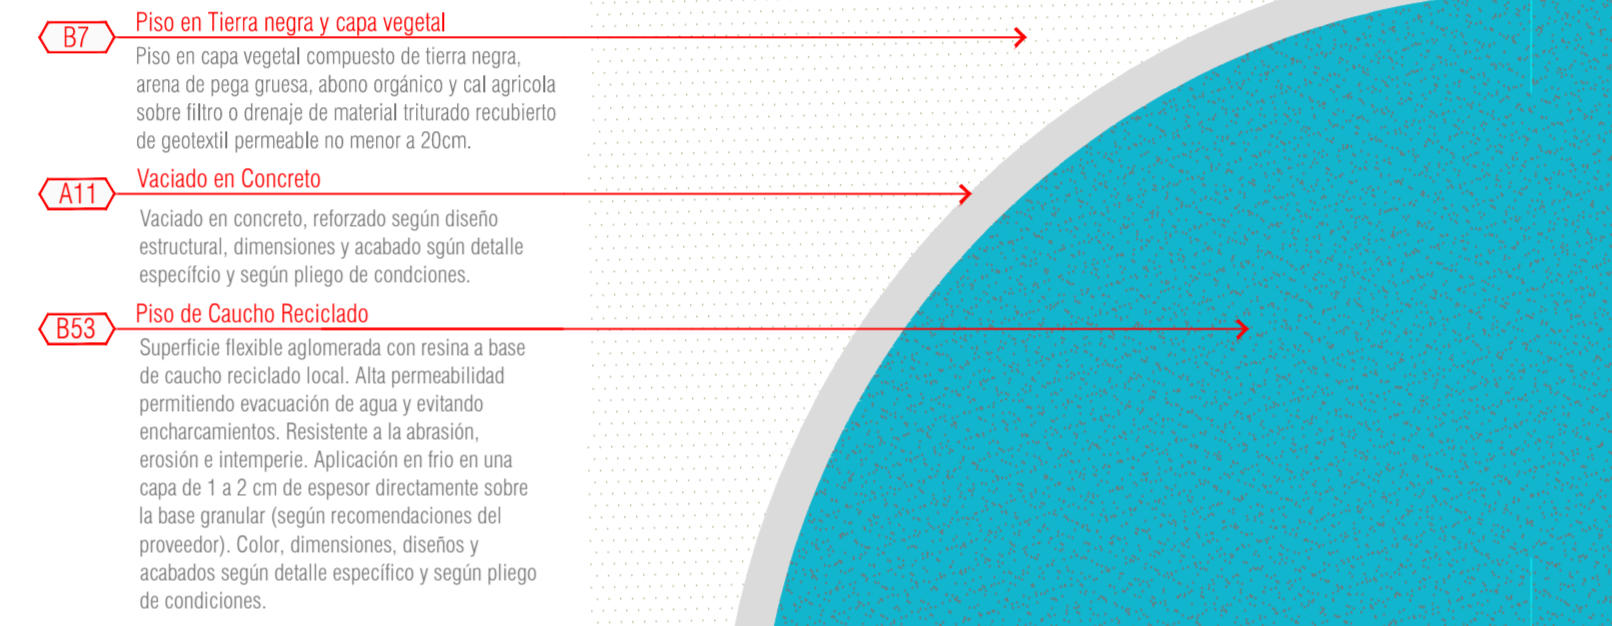 B7
Piso en Tierra negra y capa vegetal
Piso en capa vegetal compuesto de tierra negra,
arena de pega gruesa, abono orgánico y cal agricola
sobre filtro o drenaje de material triturado recubierto
de geotextil permeable no menor a 20cm.
A11
Vaciado en Concreto
Vaciado en concreto, reforzado según diseño
estructural, dimensiones y acabado sgún detalle
específcio y según pliego de condciones.
B53
Piso de Caucho Reciclado
Superficie flexible aglomerada con resina a base
de caucho reciclado local. Alta permeabilidad
permitiendo evacuación de agua y evitando
encharcamientos. Resistente a la abrasión,
erosión e intemperie. Aplicación en frio en una
capa de 1 a 2 cm de espesor directamente sobre
la base granular (según recomendaciones del
proveedor). Color, dimensiones, diseños y
acabados según detalle específico y según pliego
de condiciones.